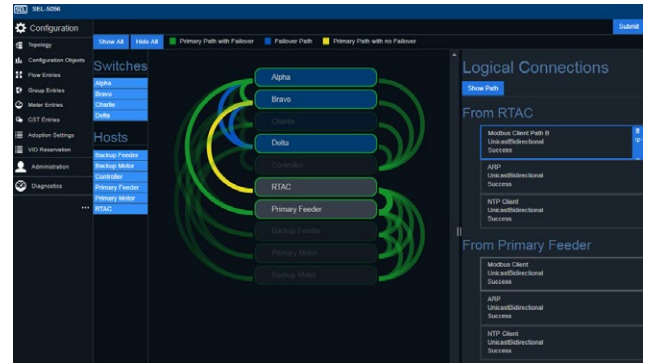 SEL SEL-5056
Configuration
Submit
Topology
Configuration Objects
Flow Entries
Group Entries
Meter Entries
CST Entries
Adoption Settings
VID Reservation
Administration
Diagnostics
...
Show All Hide All Primary Path with Failover Failover Path Primary Path with no Failover
Switches
Alpha
Bravo
Charlie
Delta
Hosts
Backup Feeder
Backup Motor
Controller
Primary Feeder
Primary Motor
RTAC
Alpha
Bravo
Charlie
Delta
Controller
RTAC
Primary Feeder
Backup Feeder
Primary Motor
Backup Motor
Logical Connections
Show Path
From RTAC
Modbus Client Path B
UnicastBidirectional
Success
ARP
UnicastBidirectional
Success
NTP Client
UnicastBidirectional
Success
From Primary Feeder
Modbus Client
UnicastBidirectional
Success
ARP
UnicastBidirectional
Success
NTP Client
UnicastBidirectional
Success